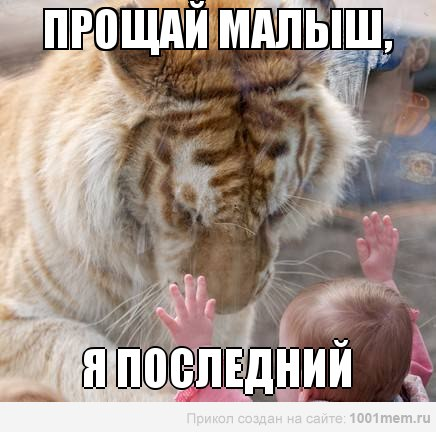 ПРОЩАЙ МАЛЫШ,
Я ПОСЛЕДНИЙ
Прикол создан на сайте: 1001mem.ru